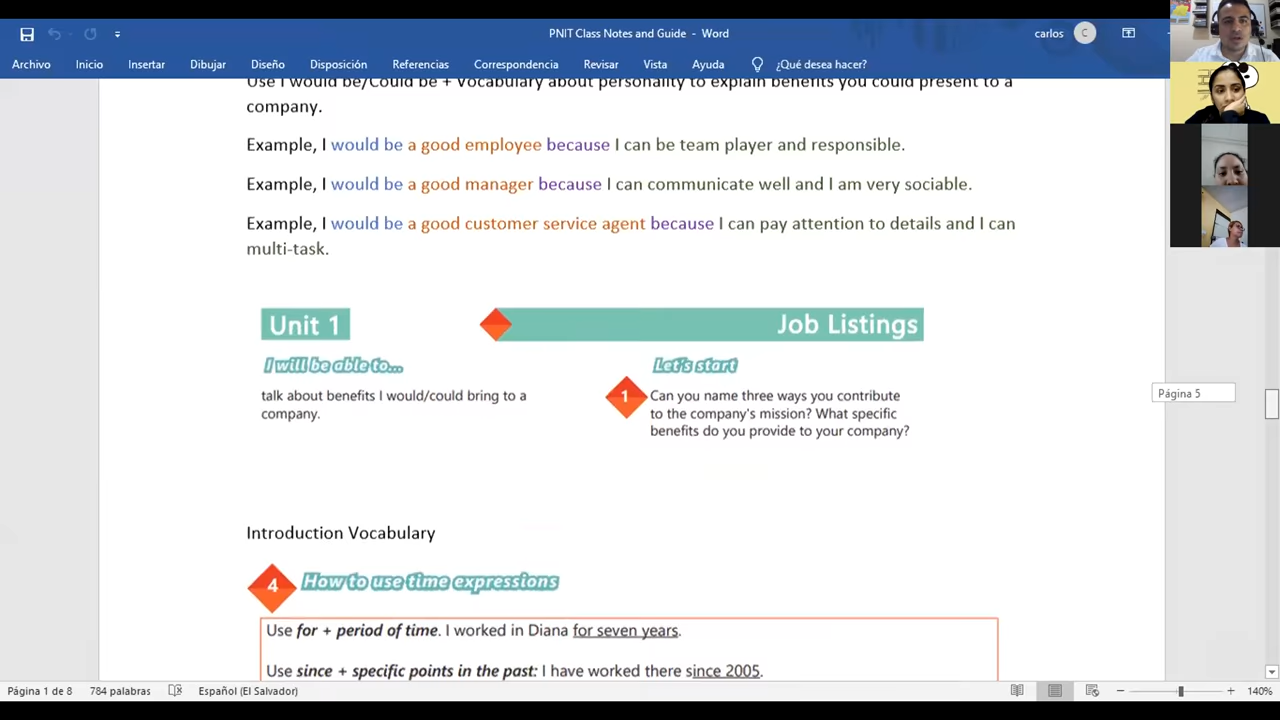 PNIT Class Notes and Guide - Word
carlos
C
Archivo Inicio Insertar Dibujar Diseño Disposición Referencias Correspondencia Revisar Vista Ayuda ¿Qué desea hacer?
Use I would be/Could be + Vocabulary about personality to explain benefits you could present to a
company.
Example, I would be a good employee because I can be team player and responsible.
Example, I would be a good manager because I can communicate well and I am very sociable.
Example, I would be a good customer service agent because I can pay attention to details and I can
multi-task.
Unit 1
Job Listings
I will be able to...
talk about benefits I would/could bring to a
company.
Let's start
1
Can you name three ways you contribute
to the company's mission? What specific
benefits do you provide to your company?
Página 5
Introduction Vocabulary
4
How to use time expressions
Use for + period of time. I worked in Diana for seven years.
Use since + specific points in the past: I have worked there since 2005.
Página 1 de 8 784 palabras Español (El Salvador) 140%